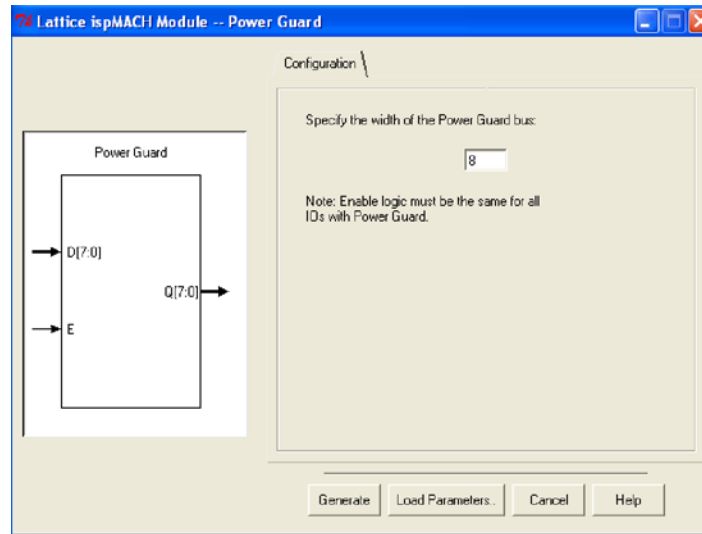 Lattice ispMACH Module -- Power Guard
Configuration
Specify the width of the Power Guard bus:
8
Note: Enable logic must be the same for all
IOs with Power Guard.
Power Guard
D[7:0]
Q[7:0]
E
Generate
Load Parameters..
Cancel
Help